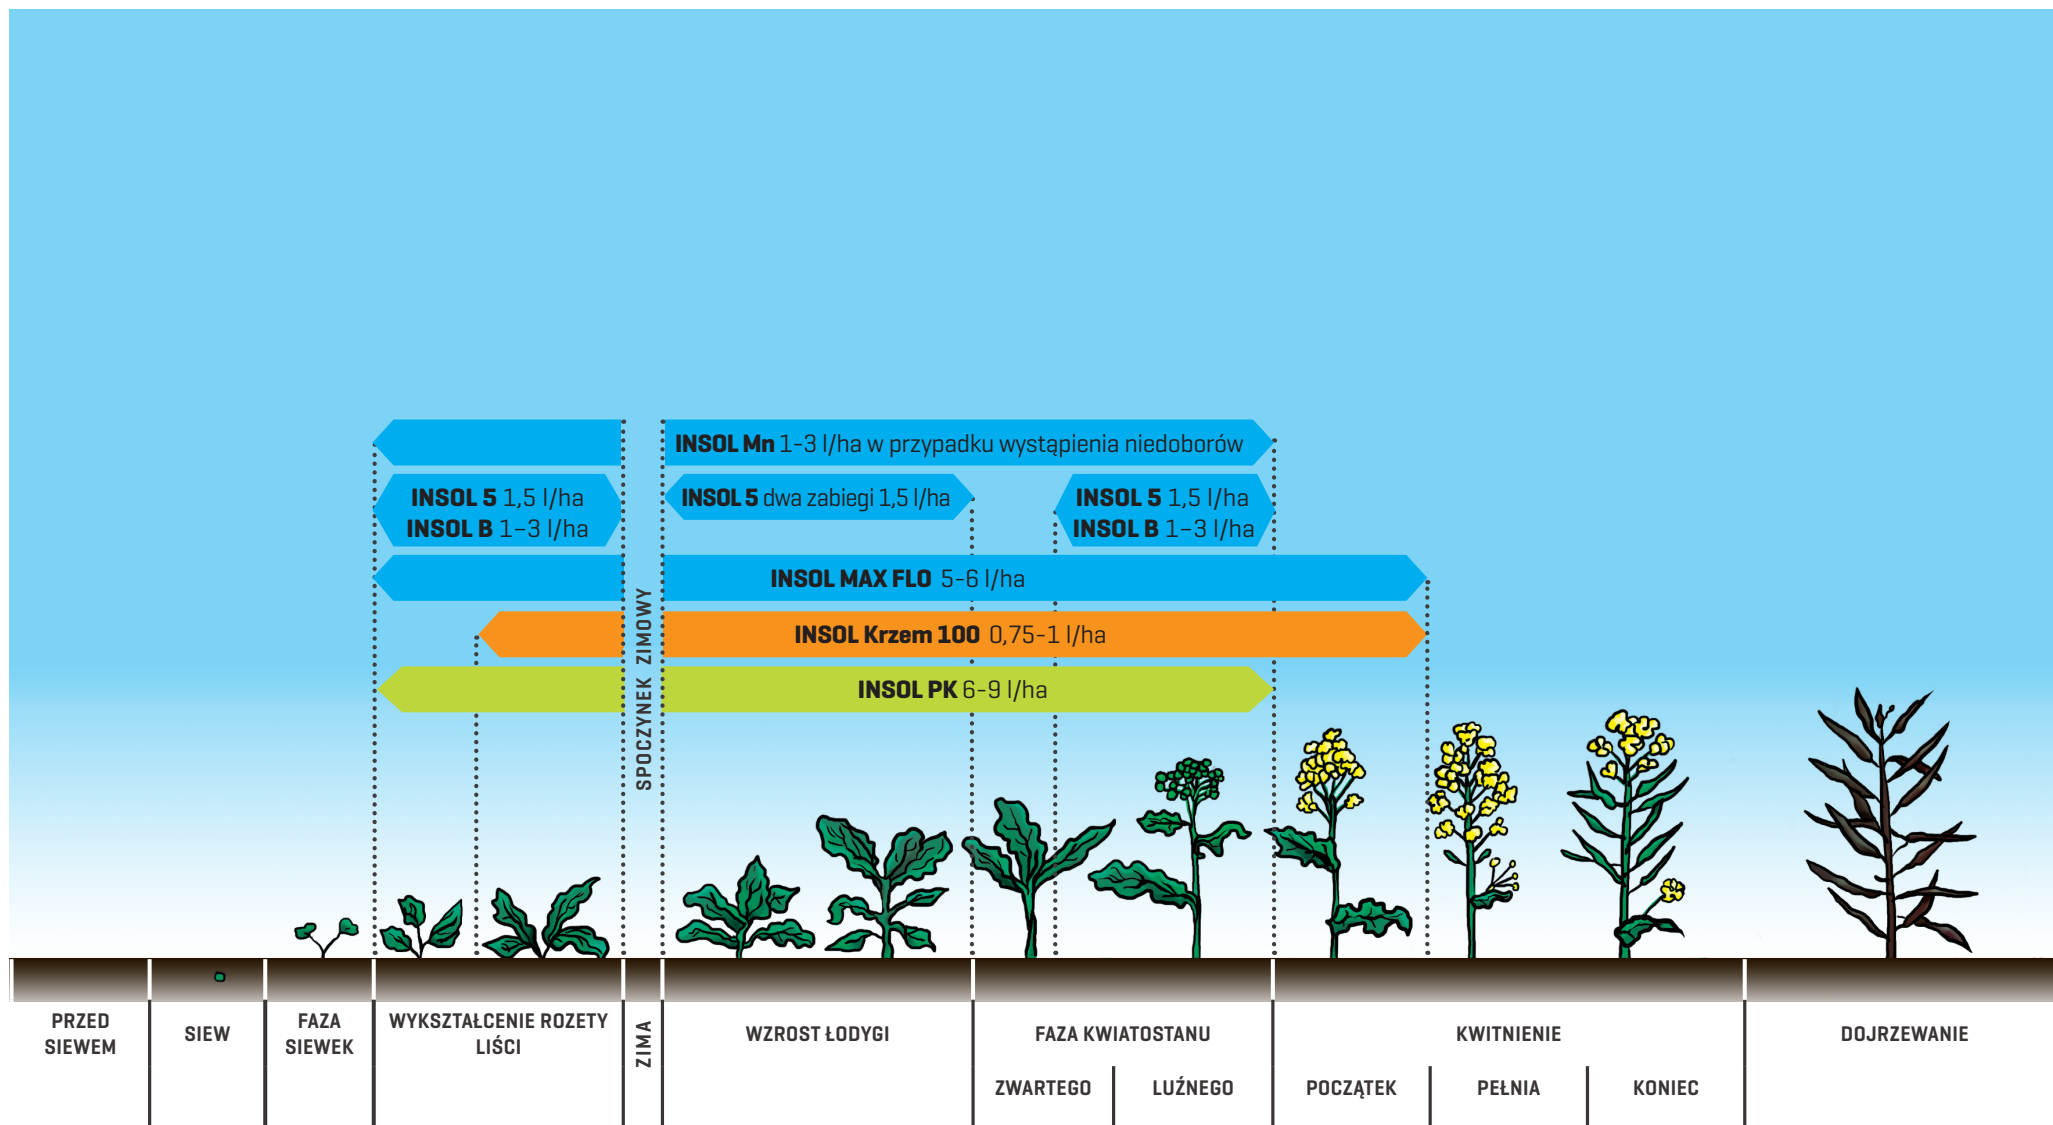 INSOL Mn 1-3 l/ha w przypadku wystąpienia niedoborów
INSOL 5 1,5 l/ha
INSOL B 1-3 l/ha
INSOL 5 dwa zabiegi 1,5 l/ha
INSOL 5 1,5 l/ha
INSOL B 1-3 l/ha
INSOL MAX FLO 5-6 l/ha
INSOL Krzem 100 0,75-1 l/ha
INSOL PK 6-9 l/ha
SPOCZYNEK ZIMOWY
PRZED
SIEWEM
SIEW
FAZA
SIEWEK
WYKSZTAŁCENIE ROZETY
LIŚCI
ZIMA
WZROST ŁODYGI
FAZA KWIATOSTANU
ZWARTEGO
LUŹNEGO
KWITNIENIE
POCZĄTEK
PEŁNIA
KONIEC
DOJRZEWANIE